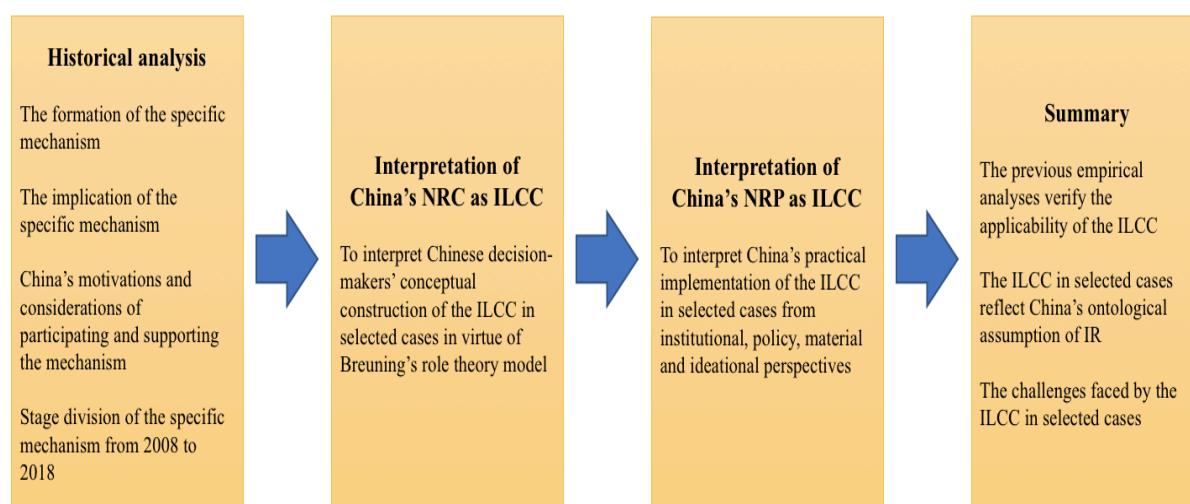 Historical analysis
The formation of the specific
mechanism
The implication of the
specific mechanism
China's motivations and
considerations of
participating and supporting
the mechanism
Stage division of the specific
mechanism from 2008 to
2018
Interpretation of
China's NRC as ILCC
To interpret Chinese decision-
makers' conceptual
construction of the ILCC in
selected cases in virtue of
Breuning's role theory model
Interpretation of
China's NRP as ILCC
To interpret China's practical
implementation of the ILCC
in selected cases from
institutional, policy, material
and ideational perspectives
Summary
The previous empirical
analyses verify the
applicability of the ILCC
The ILCC in selected cases
reflect China's ontological
assumption of IR
The challenges faced by the
ILCC in selected cases